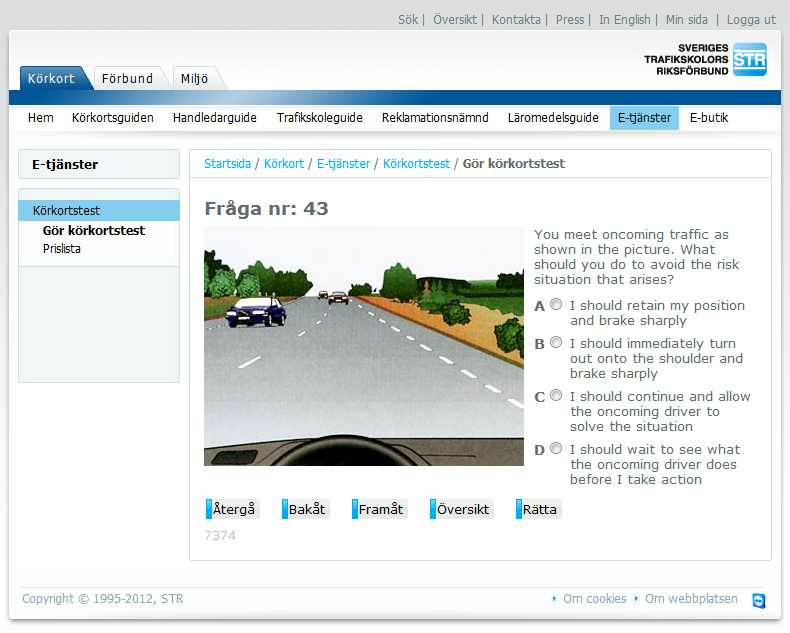 Sök | Översikt | Kontakta | Press | In English | Min sida | Logga ut
SVERIGES
TRAFIKSKOLORS
RIKSFÖRBUND
STR
Körkort Förbund Miljö
Hem Körkortsguiden Handledarguide Trafikskoleguide Reklamationsnämnd Läromedelsguide E-tjänster E-butik
E-tjänster
Körkortstest
Gör körkortstest
Prislista
Startsida / Körkort / E-tjänster / Körkortstest / Gör körkortstest
Fråga nr: 43
You meet oncoming traffic as
shown in the picture. What
should you do to avoid the risk
situation that arises?
A I should retain my position
and brake sharply
B I should immediately turn
out onto the shoulder and
brake sharply
C I should continue and allow
the oncoming driver to
solve the situation
D I should wait to see what
the oncoming driver does
before I take action
Återgå Bakåt Framåt Översikt Rätta
7374
Copyright © 1995-2012, STR Om cookies Om webbplatsen